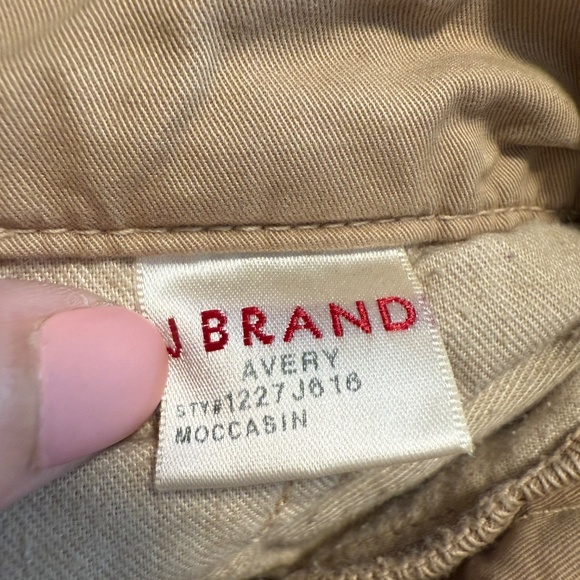 J BRAND
AVERY
STY#1227J616
MOCCASIN